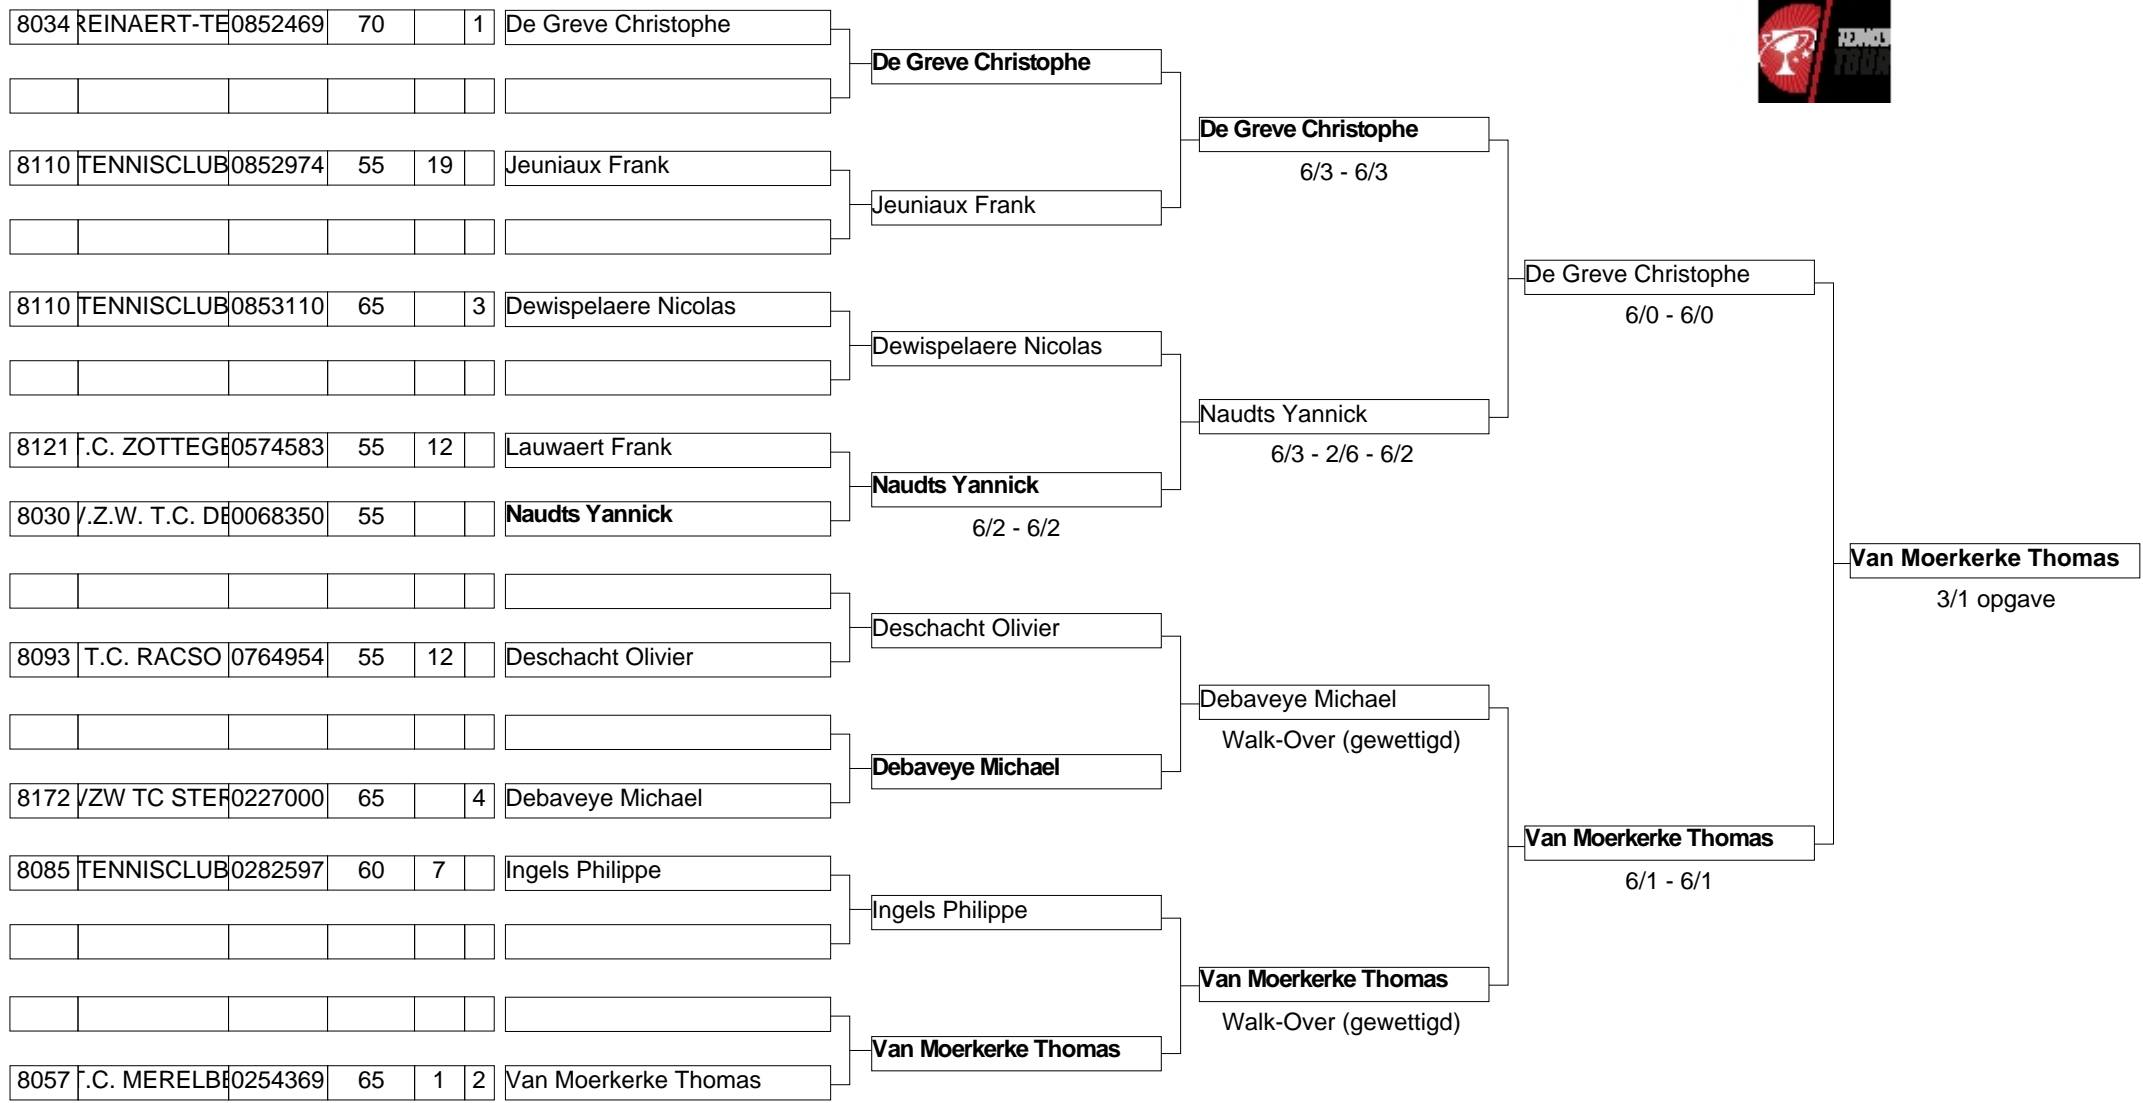 8034 REINAERT-TE 0852469 70 1 De Greve Christophe
De Greve Christophe
De Greve Christophe
6/3 - 6/3
8110 TENNISCLUB 0852974 55 19 Jeuniaux Frank
Jeuniaux Frank
De Greve Christophe
6/0 - 6/0
8110 TENNISCLUB 0853110 65 3 Dewispelaere Nicolas
Dewispelaere Nicolas
Naudts Yannick
6/3 - 2/6 - 6/2
8121 T.C. ZOTTEGE 0574583 55 12 Lauwaert Frank
Naudts Yannick
8030 V.Z.W. T.C. DE 0068350 55 Naudts Yannick
6/2 - 6/2
Van Moerkerke Thomas
3/1 opgave
Deschacht Olivier
8093 T.C. RACSO 0764954 55 12 Deschacht Olivier
Debaveye Michael
Walk-Over (gewettigd)
Debaveye Michael
8172 VZW TC STER 0227000 65 4 Debaveye Michael
Van Moerkerke Thomas
6/1 - 6/1
8085 TENNISCLUB 0282597 60 7 Ingels Philippe
Ingels Philippe
Van Moerkerke Thomas
Walk-Over (gewettigd)
Van Moerkerke Thomas
8057 T.C. MERELBE 0254369 65 1 2 Van Moerkerke Thomas